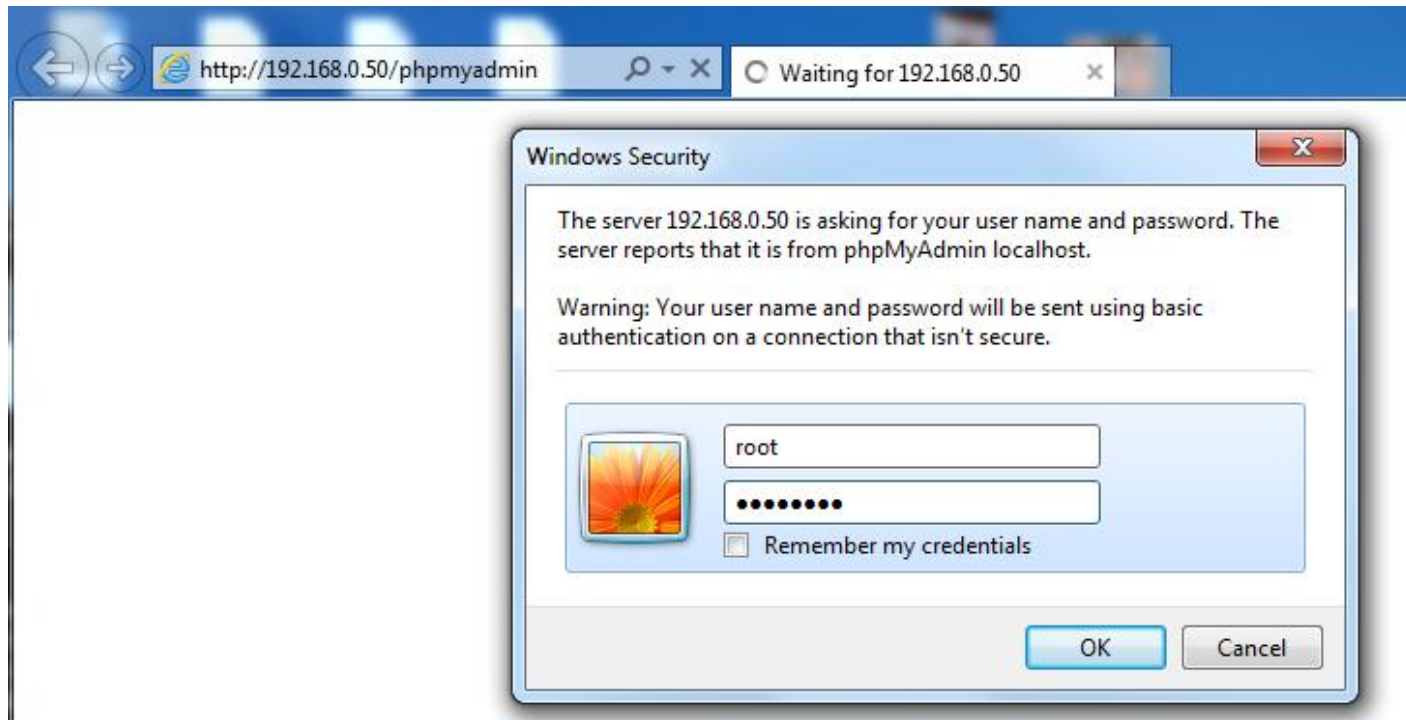 http://192.168.0.50/phpmyadmin
Waiting for 192.168.0.50
Windows Security
The server 192.168.0.50 is asking for your user name and password. The
server reports that it is from phpMyAdmin localhost.
Warning: Your user name and password will be sent using basic
authentication on a connection that isn't secure.
root
●●●●●●●●
Remember my credentials
OK
Cancel